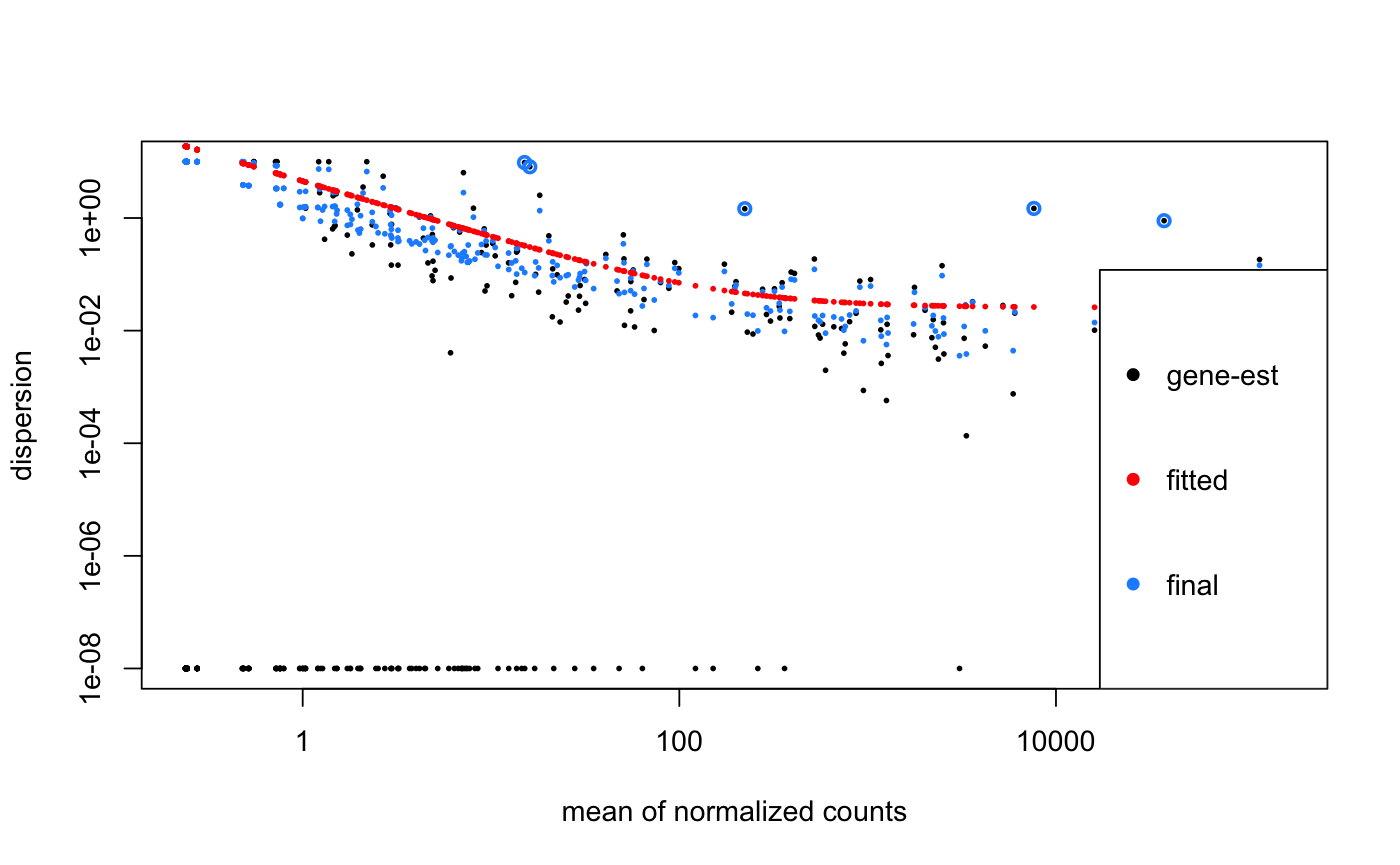 dispersion
1e+00
1e-02
1e-04
1e-06
1e-08
gene-est
fitted
final
1
100
10000
mean of normalized counts